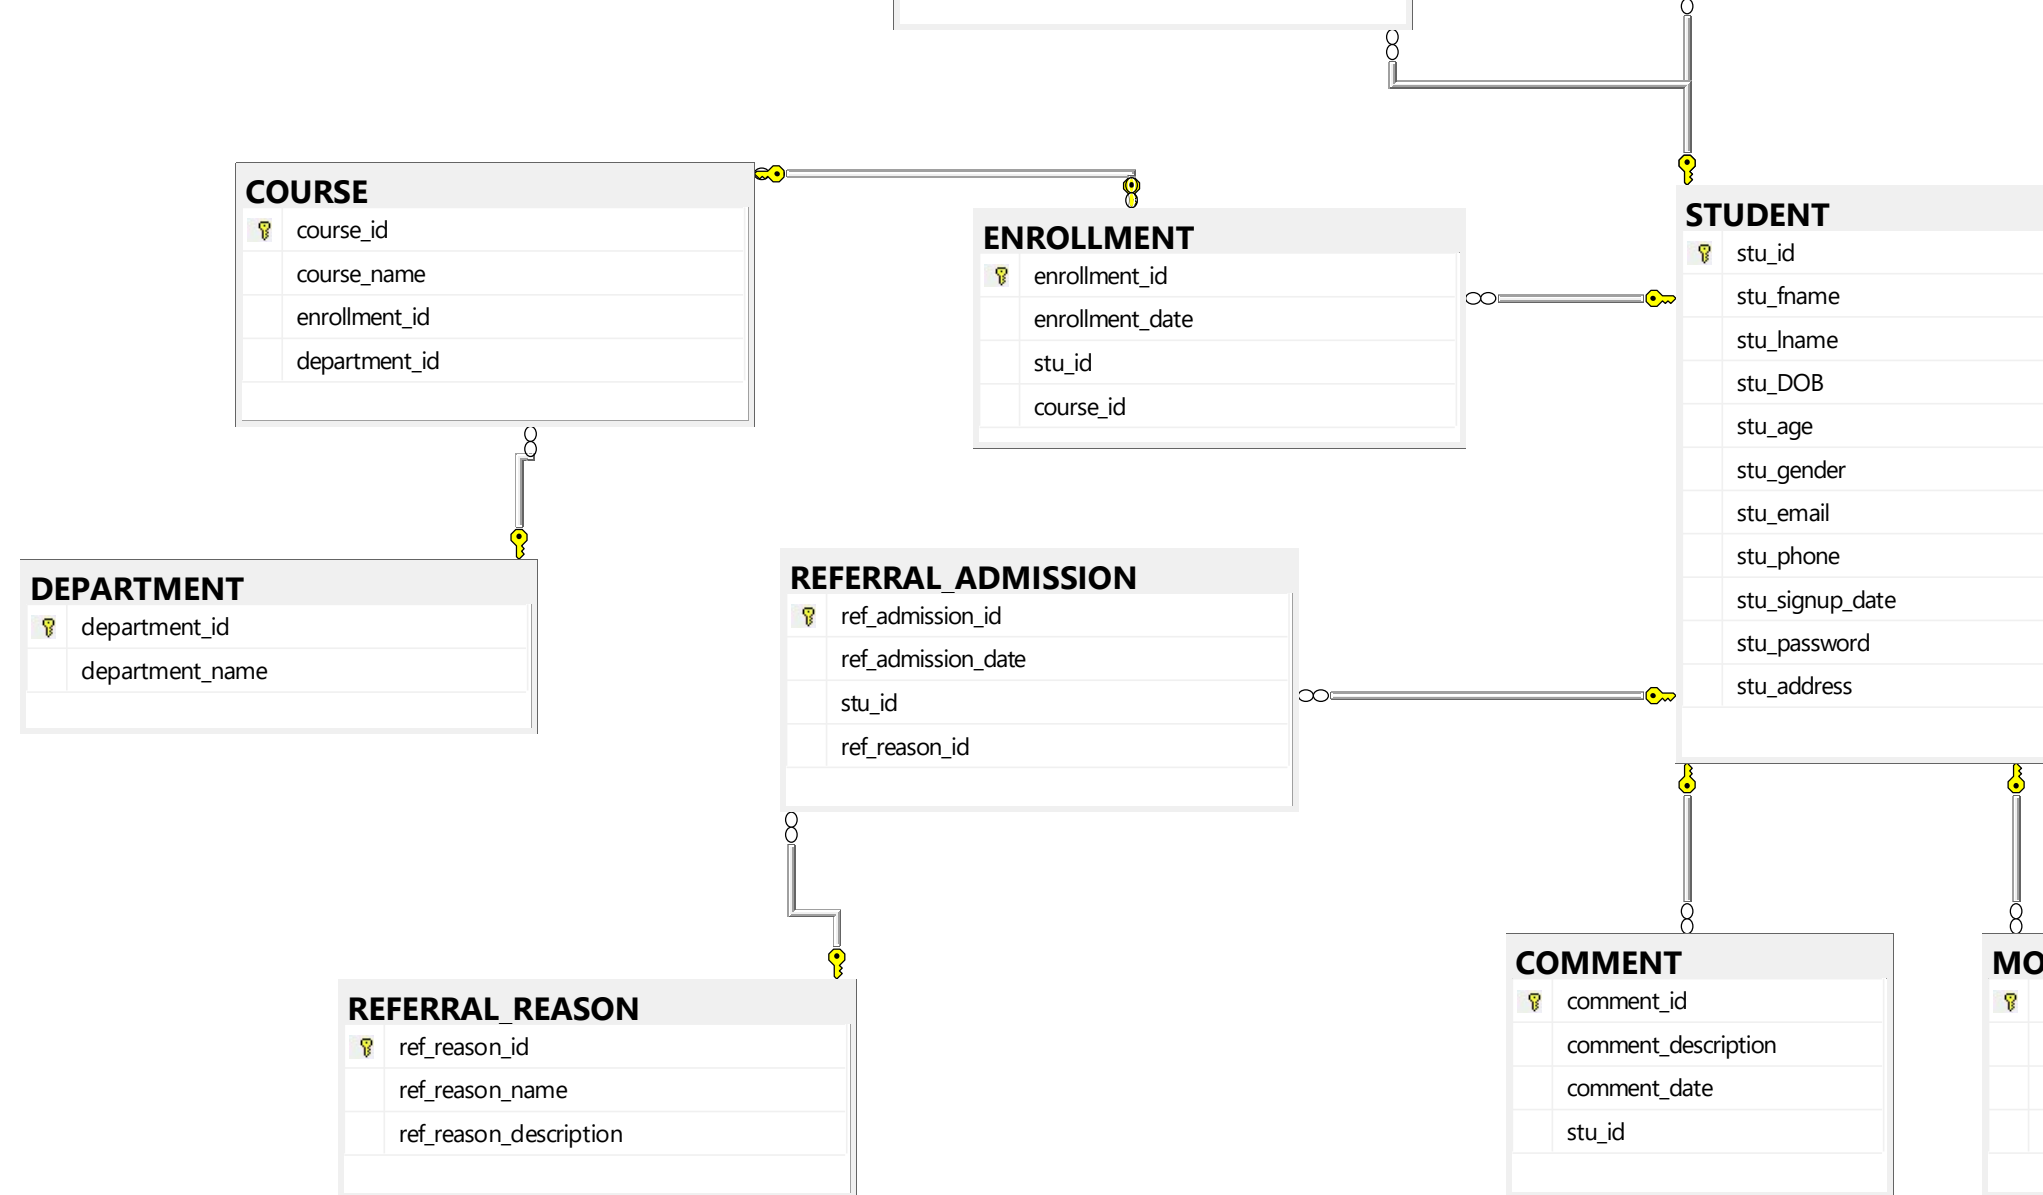 COURSE
course_id
course_name
enrollment_id
department_id
ENROLLMENT
enrollment_id
enrollment_date
stu_id
course_id
STUDENT
stu_id
stu_fname
stu_lname
stu_DOB
stu_age
stu_gender
stu_email
stu_phone
stu_signup_date
stu_password
stu_address
DEPARTMENT
department_id
department_name
REFERRAL_ADMISSION
ref_admission_id
ref_admission_date
stu_id
ref_reason_id
REFERRAL_REASON
ref_reason_id
ref_reason_name
ref_reason_description
COMMENT
comment_id
comment_description
comment_date
stu_id